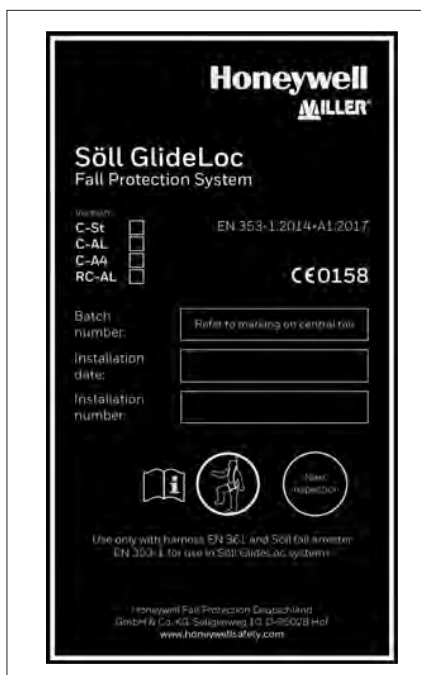 Honeywell
MILLER®
Söll GlideLoc
Fall Protection System
Version:
C-St
C-AL
C-A4
RC-AL
EN 353-1:2014+A1:2017
CE0158
Batch
number:
Refer to marking on central rail
Installation
date:
Installation
number:
i
Next
inspection
Use only with harness EN 361 and Söll fall arrester
EN 353-1 for use in Söll GlideLoc systems
Honeywell Fall Protection Deutschland
GmbH & Co. KG, Seligenweg 10, D-95028 Hof
www.honeywellsafety.com